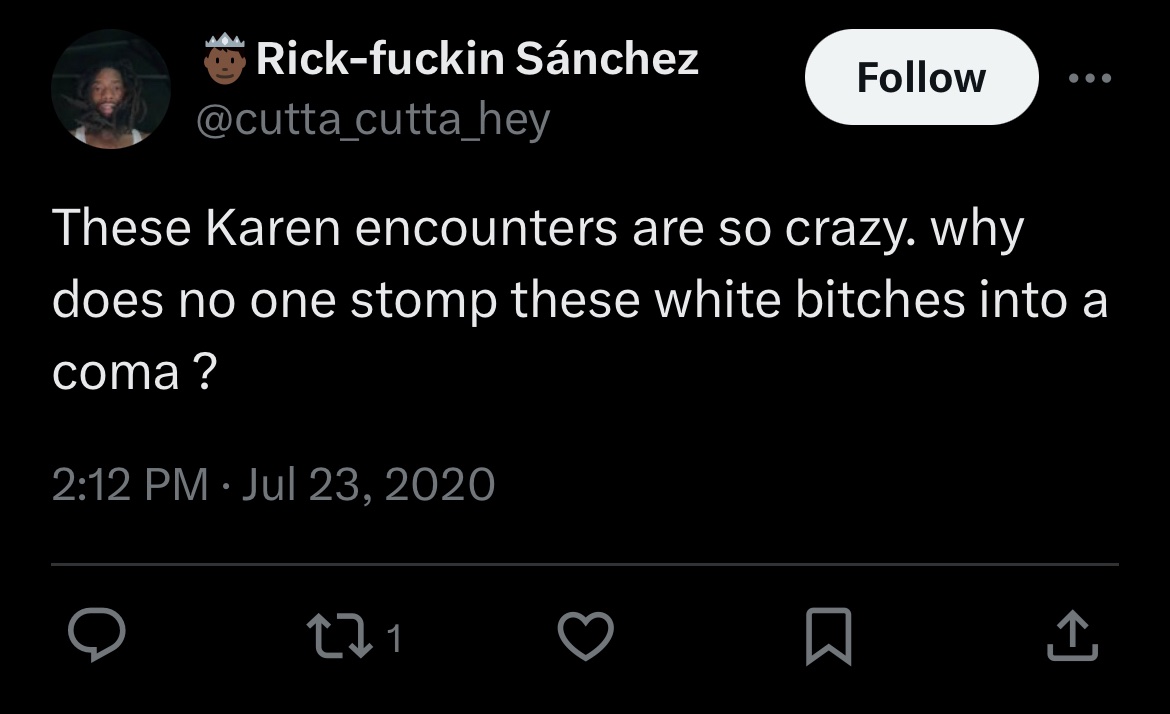 Rick-fuckin Sánchez
Follow
@cutta_cutta_hey
These Karen encounters are so crazy. why
does no one stomp these white bitches into a
coma ?
2:12 PM · Jul 23, 2020
1